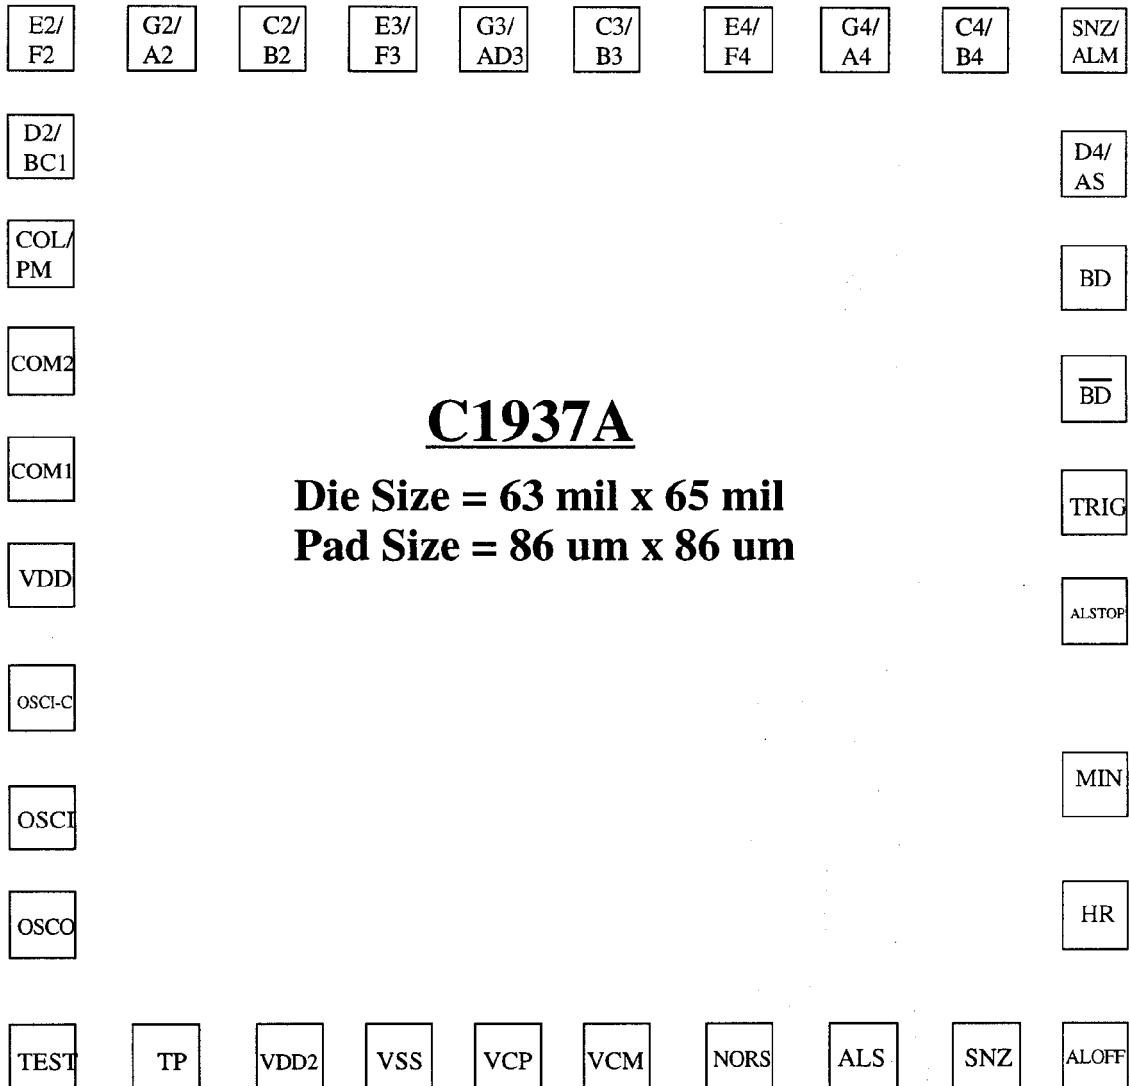 E2/
F2
G2/
A2
C2/
B2
E3/
F3
G3/
AD3
C3/
B3
E4/
F4
G4/
A4
C4/
B4
SNZ/
ALM
D2/
BC1
D4/
AS
COL/
PM
BD
COM2
B̅D̅
C1937A
COM1
Die Size = 63 mil x 65 mil
TRIG
Pad Size = 86 um x 86 um
VDD
ALSTOP
OSCI-C
MIN
OSCI
OSCO
HR
TEST
TP
VDD2
VSS
VCP
VCM
NORS
ALS
SNZ
ALOFF